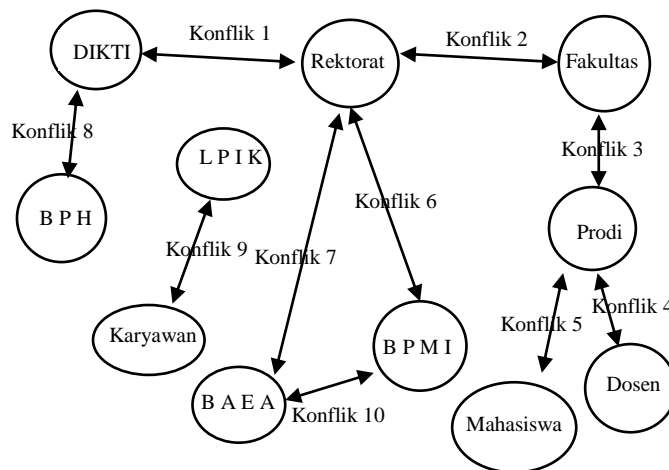 Konflik 1
Konflik 2
DIKTI
Rektorat
Fakultas
Konflik 8
Konflik 3
L P I K
B P H
Konflik 6
Prodi
Konflik 9
Konflik 7
Konflik 4
Konflik 5
Karyawan
B P M I
Dosen
B A E A
Konflik 10
Mahasiswa